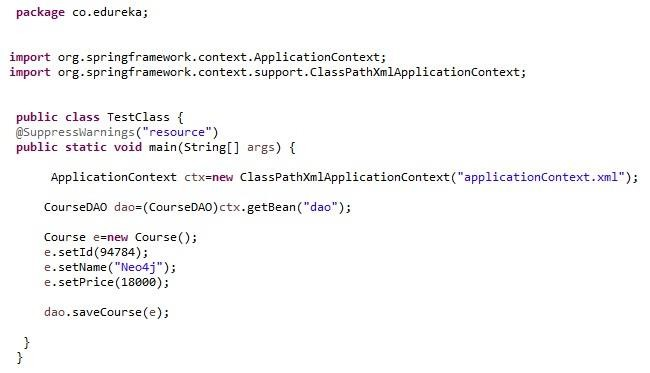 package co.edureka;
import org.springframework.context.ApplicationContext;
import org.springframework.context.support.ClassPathXmlApplicationContext;
public class TestClass {
@SuppressWarnings("resource")
public static void main(String[] args) {
ApplicationContext ctx=new ClassPathXmlApplicationContext("applicationContext.xml");
CourseDAO dao=(CourseDAO)ctx.getBean("dao");
Course e=new Course();
e.setId(94784);
e.setName("Neo4j");
e.setPrice(18000);
dao.saveCourse(e);
}
}